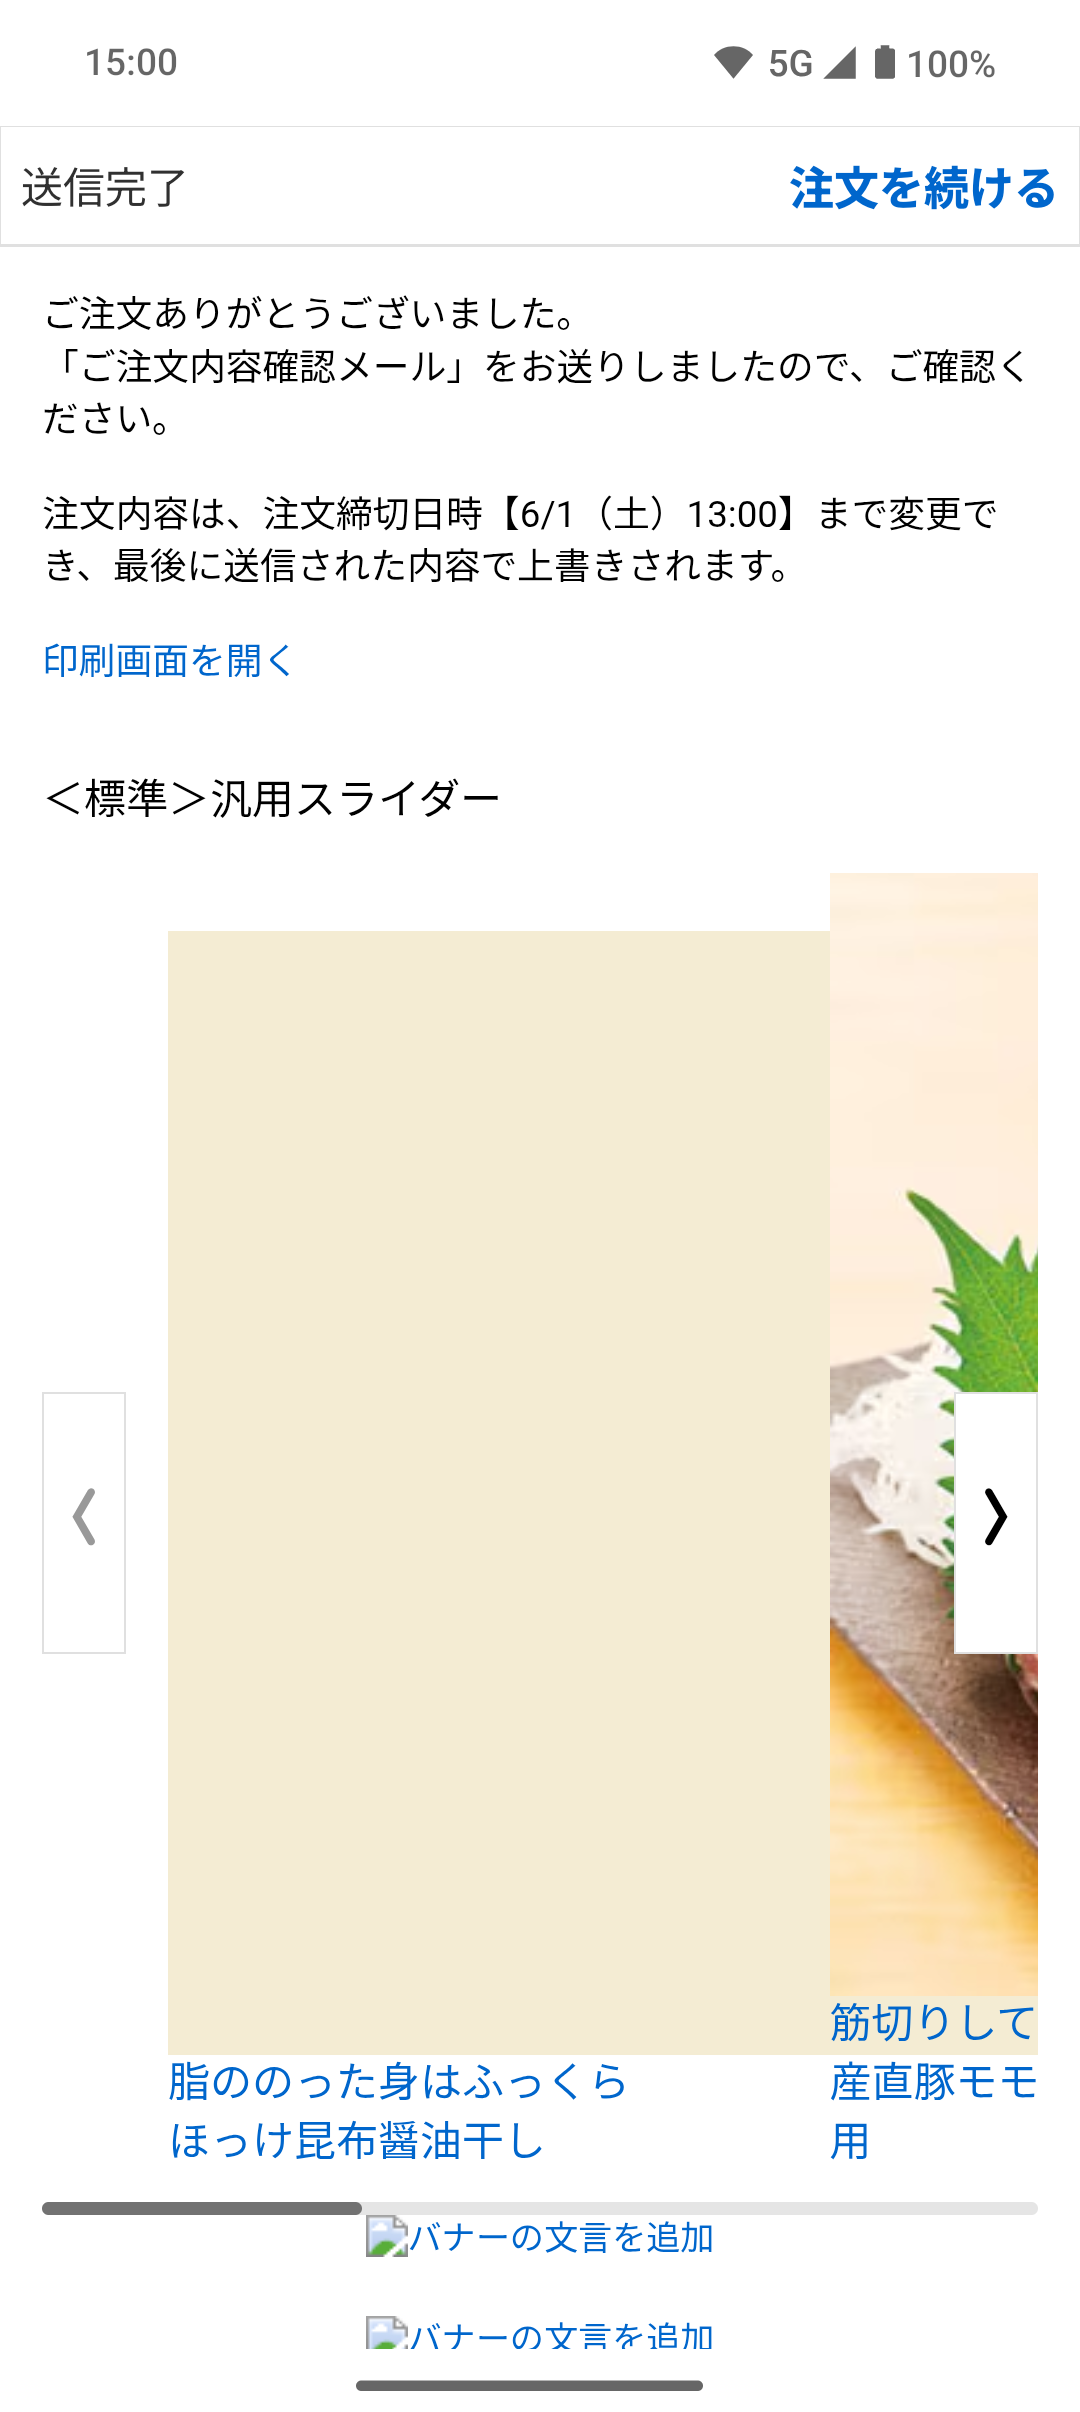 15:00
5G
100%
送信完了
注文を続ける
ご注文ありがとうございました。
「ご注文内容確認メール」をお送りしましたので、ご確認く
ださい。
注文内容は、注文締切日時【6/1（土）13:00】まで変更で
き、最後に送信された内容で上書きされます。
印刷画面を開く
＜標準＞汎用スライダー
脂ののった身はふっくら
ほっけ昆布醤油干し
筋切りして
産直豚モモ
用
バナーの文言を追加
バナーの文言を追加